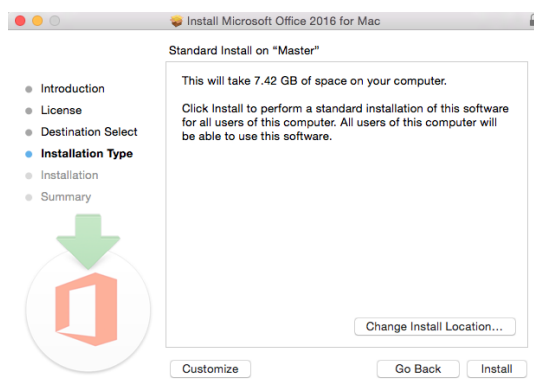 Install Microsoft Office 2016 for Mac
Standard Install on “Master”
Introduction
License
Destination Select
Installation Type
Installation
Summary
This will take 7.42 GB of space on your computer.
Click Install to perform a standard installation of this software
for all users of this computer. All users of this computer will
be able to use this software.
Change Install Location...
Customize
Go Back
Install